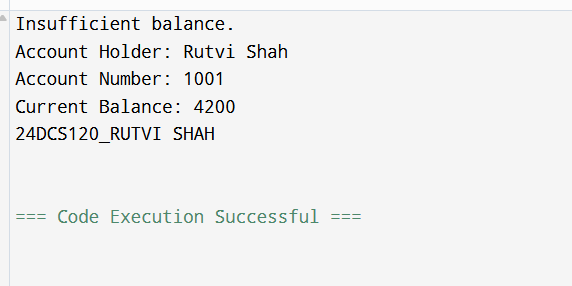 Insufficient balance.
Account Holder: Rutvi Shah
Account Number: 1001
Current Balance: 4200
24DCS120_RUTVI SHAH
=== Code Execution Successful ===